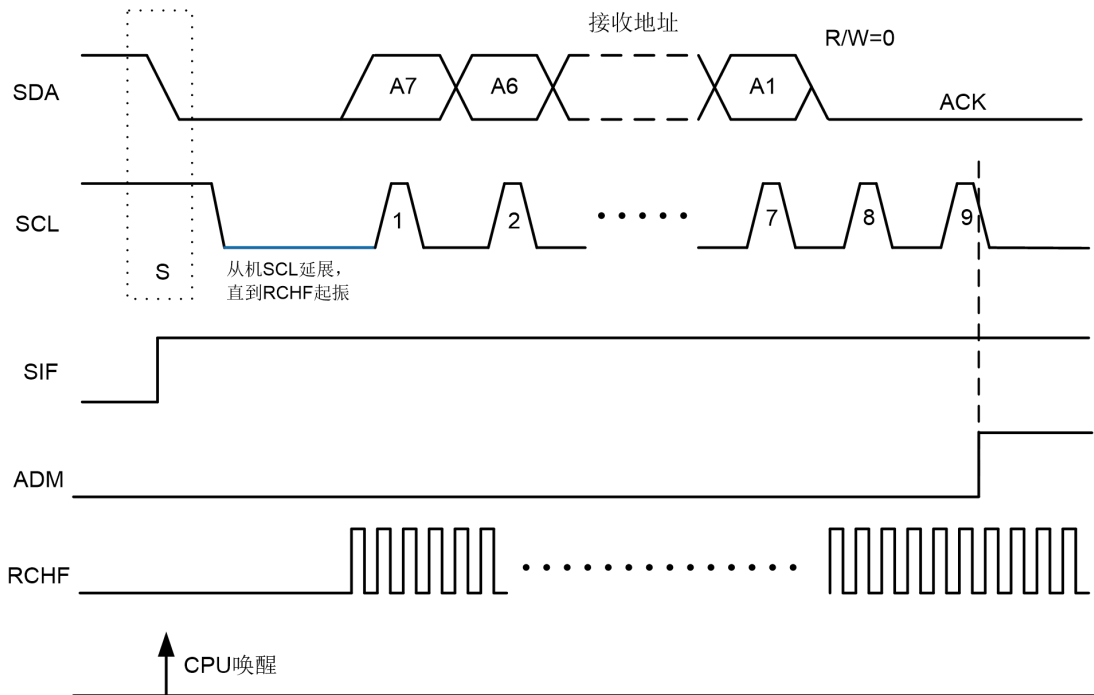 接收地址
R/W=0
SDA
A7
A6
A1
ACK
SCL
1
2
7
8
9
S
从机SCL延展,
直到RCHF起振
SIF
ADM
RCHF
CPU唤醒